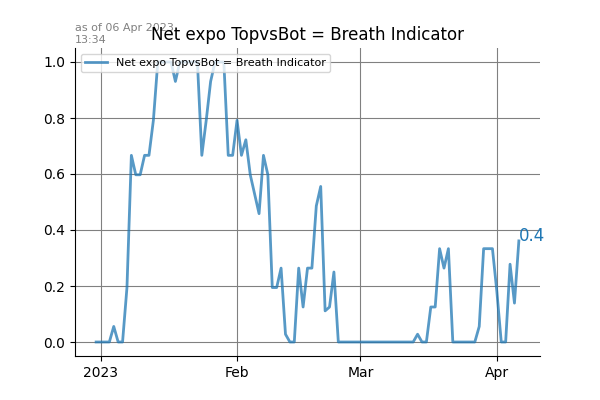 as of 06 Apr 2023
13:34
Net expo TopvsBot = Breath Indicator
Net expo TopvsBot = Breath Indicator
1.0
0.8
0.6
0.4
0.2
0.0
0.4
2023 Feb Mar Apr